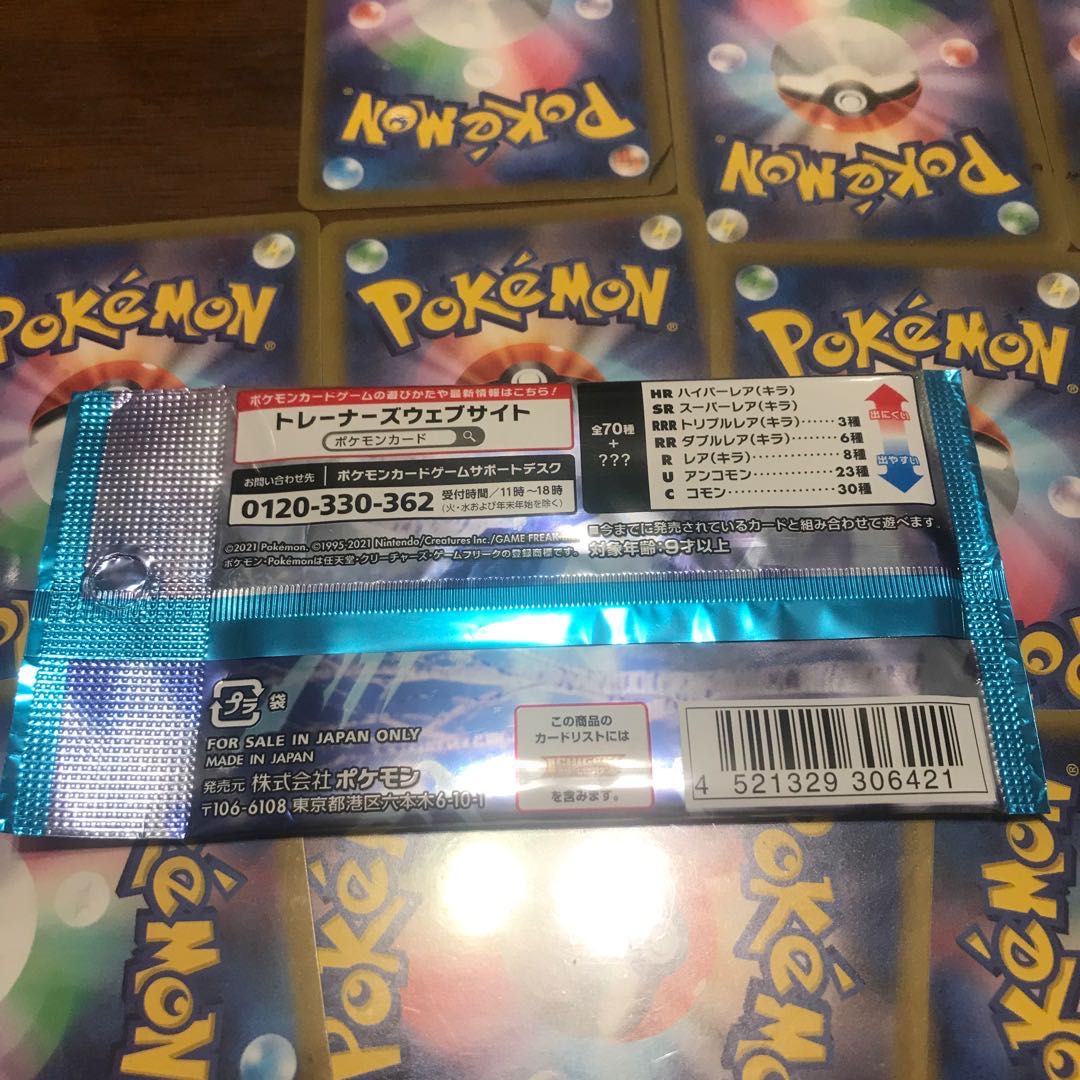 POKéMON
POKéMON
POKéMON
®
POKéMON
®
POKéMON
ポケモンカードゲームの遊びかたや最新情報はこちら!
トレーナーズウェブサイト
ポケモンカード
お問い合わせ先 ポケモンカードゲームサポートデスク
0120-330-362 受付時間/11時〜18時
(火・水および年末年始を除く)
©2021 Pokémon. ©1995-2021 Nintendo/Creatures Inc./GAME FREAK inc.
ポケモン・Pokémonは任天堂・クリーチャーズ・ゲームフリークの登録商標です。
全70種
+
???
HR ハイパーレア(キラ)
SR スーパーレア(キラ)
RRR トリプルレア(キラ)……3種
RR ダブルレア(キラ)…………6種
R レア(キラ)……………8種
U アンコモン……………23種
C コモン………………30種
出にくい
出やすい
■今までに発売されているカードと組み合わせて遊べます。
対象年齢:9才以上
プラ 袋
FOR SALE IN JAPAN ONLY
MADE IN JAPAN
発売元 株式会社 ポケモン
〒106-6108 東京都港区六本木6-10-1
この商品の
カードリストには
を含みます。
4 521329 306421
POKéMON
POKéMON
POKéMON
®